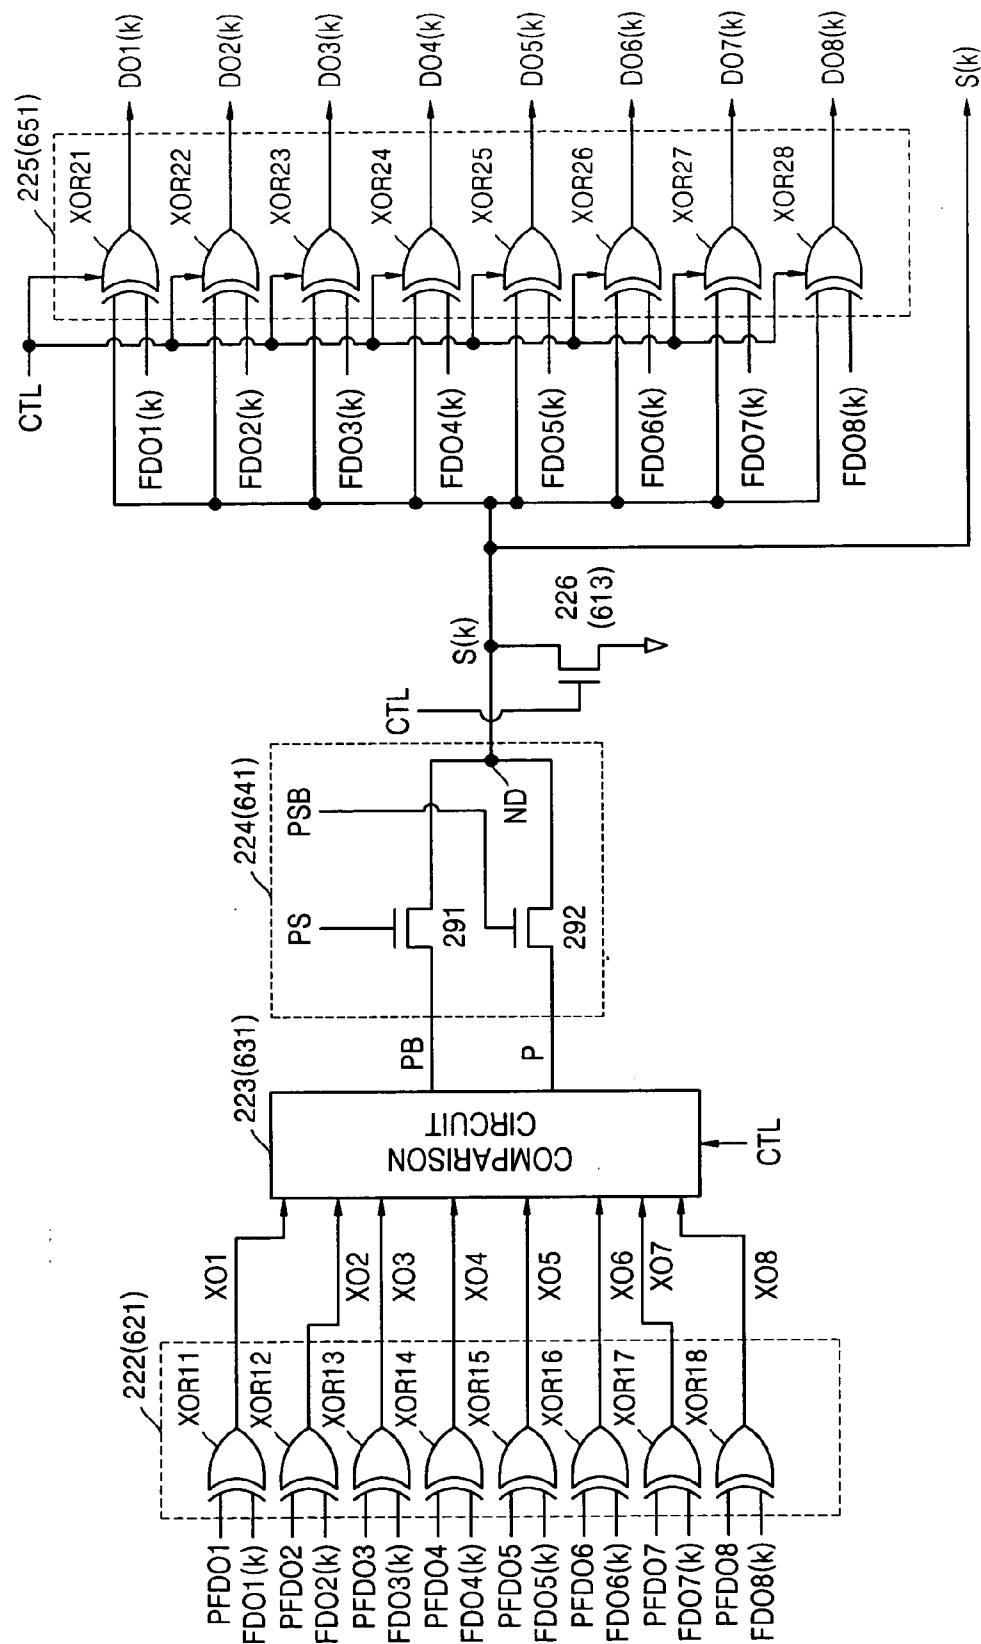 222(621)
PFDO1
FDO1(k)
XOR11
XO1
PFDO2
FDO2(k)
XOR12
XO2
PFDO3
FDO3(k)
XOR13
XO3
PFDO4
FDO4(k)
XOR14
XO4
PFDO5
FDO5(k)
XOR15
XO5
PFDO6
FDO6(k)
XOR16
XO6
PFDO7
FDO7(k)
XOR17
XO7
PFDO8
FDO8(k)
XOR18
XO8
223(631)
COMPARISON
CIRCUIT
CTL
PB
P
224(641)
PS
PSB
291
292
ND
CTL
S(k)
226
(613)
CTL
225(651)
FDO1(k)
XOR21
DO1(k)
FDO2(k)
XOR22
DO2(k)
FDO3(k)
XOR23
DO3(k)
FDO4(k)
XOR24
DO4(k)
FDO5(k)
XOR25
DO5(k)
FDO6(k)
XOR26
DO6(k)
FDO7(k)
XOR27
DO7(k)
FDO8(k)
XOR28
DO8(k)
S(k)